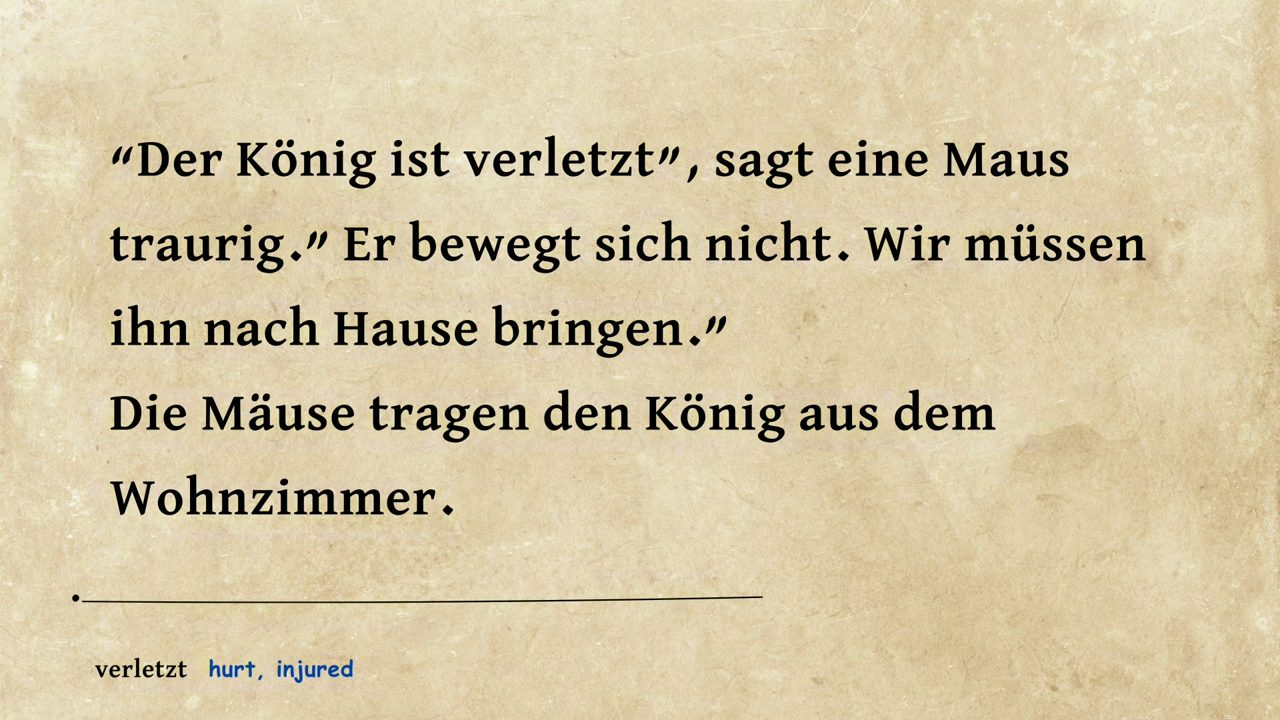 “Der König ist verletzt”, sagt eine Maus
traurig.” Er bewegt sich nicht. Wir müssen
ihn nach Hause bringen.”
Die Mäuse tragen den König aus dem
Wohnzimmer.
verletzt hurt, injured